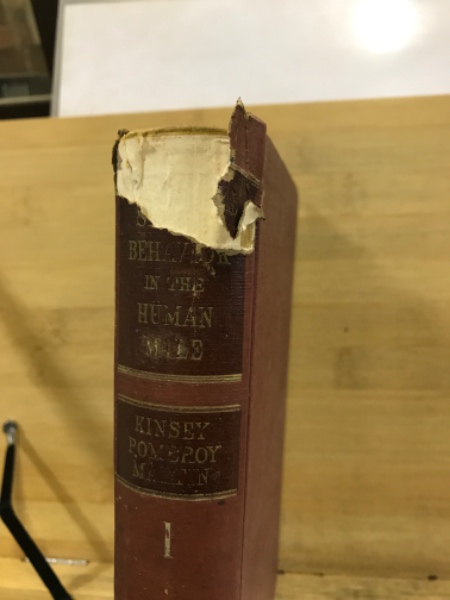 BEHAVIOR
IN THE
HUMAN
MALE
KINSEY
POMEROY
MARTIN
I